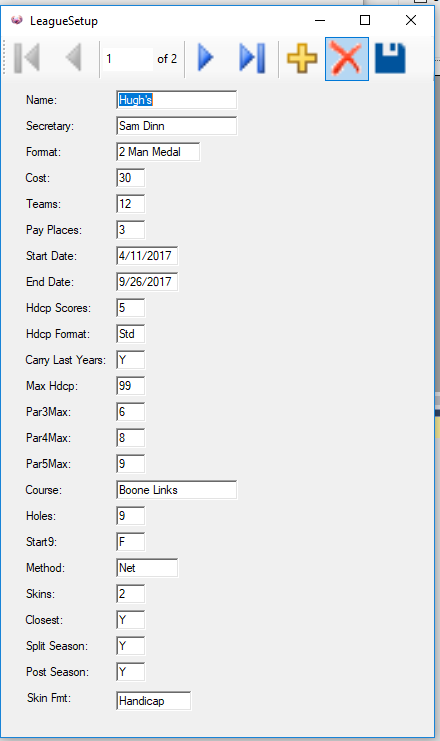 LeagueSetup
1 of 2
Name: Hugh's
Secretary: Sam Dinn
Format: 2 Man Medal
Cost: 30
Teams: 12
Pay Places: 3
Start Date: 4/11/2017
End Date: 9/26/2017
Hdcp Scores: 5
Hdcp Format: Std
Carry Last Years: Y
Max Hdcp: 99
Par3Max: 6
Par4Max: 8
Par5Max: 9
Course: Boone Links
Holes: 9
Start9: F
Method: Net
Skins: 2
Closest: Y
Split Season: Y
Post Season: Y
Skin Fmt: Handicap